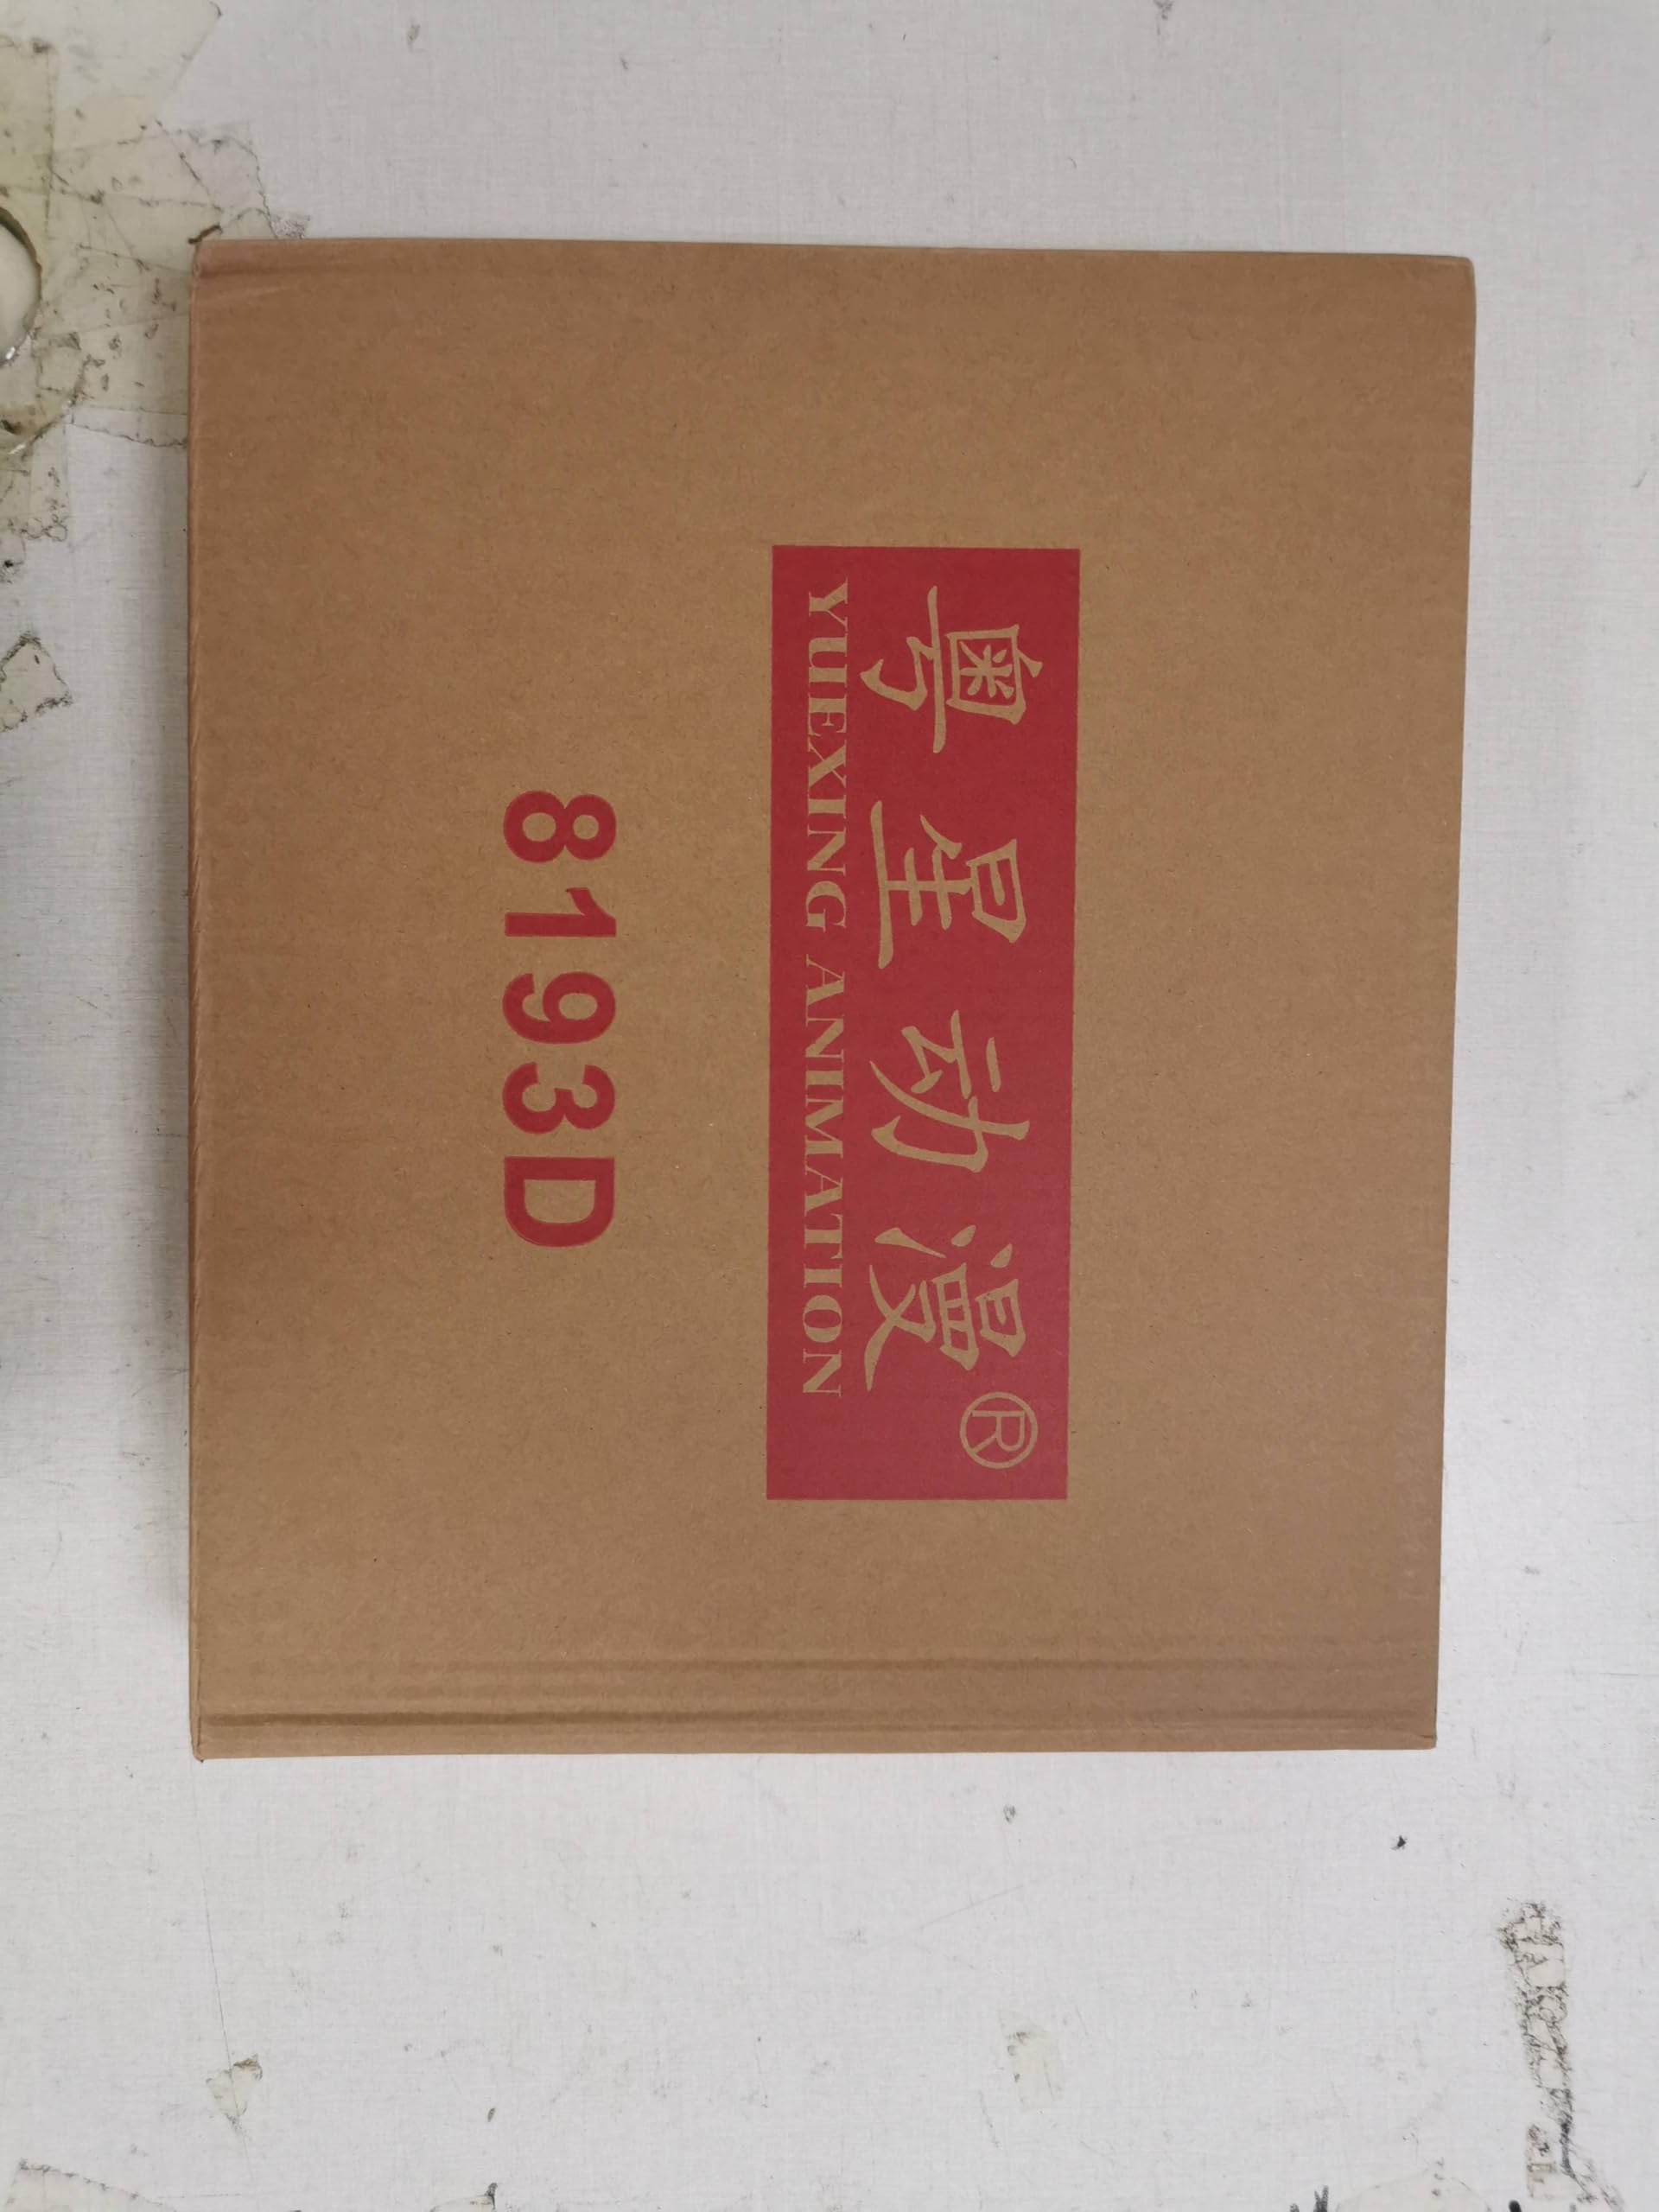 粤星动漫®
YUEXING ANIMATION
8193D